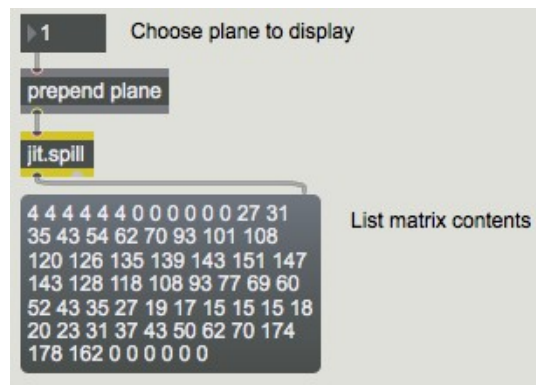 1
Choose plane to display
prepend plane
jit.spill
4 4 4 4 4 4 0 0 0 0 0 0 27 31
35 43 54 62 70 93 101 108
120 126 135 139 143 151 147
143 128 118 108 93 77 69 60
52 43 35 27 19 17 15 15 15 18
20 23 31 37 43 50 62 70 174
178 162 0 0 0 0 0 0
List matrix contents